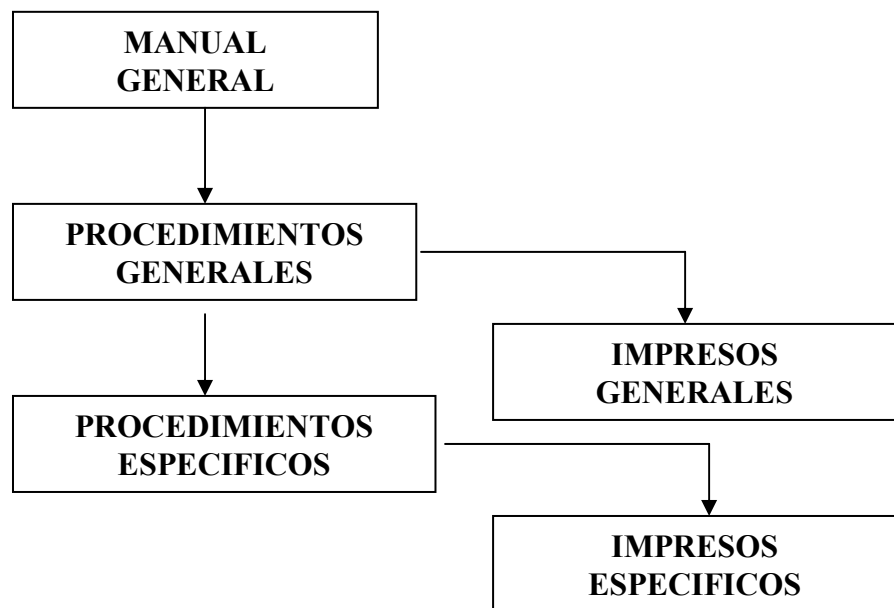 MANUAL
GENERAL
PROCEDIMIENTOS
GENERALES
IMPRESOS
GENERALES
PROCEDIMIENTOS
ESPECIFICOS
IMPRESOS
ESPECIFICOS